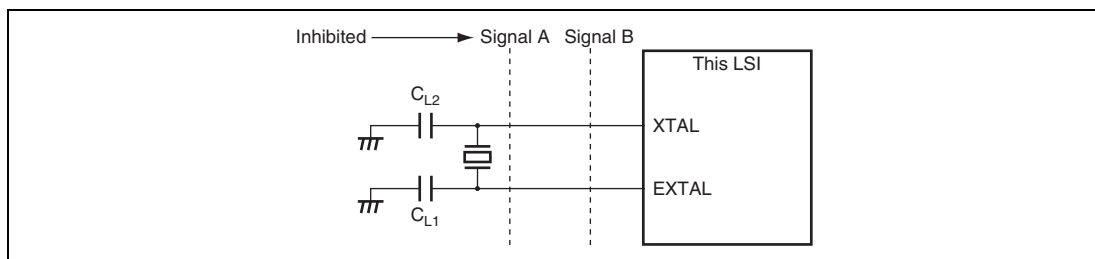 Inhibited Signal A Signal B
This LSI
CL2
XTAL
EXTAL
CL1